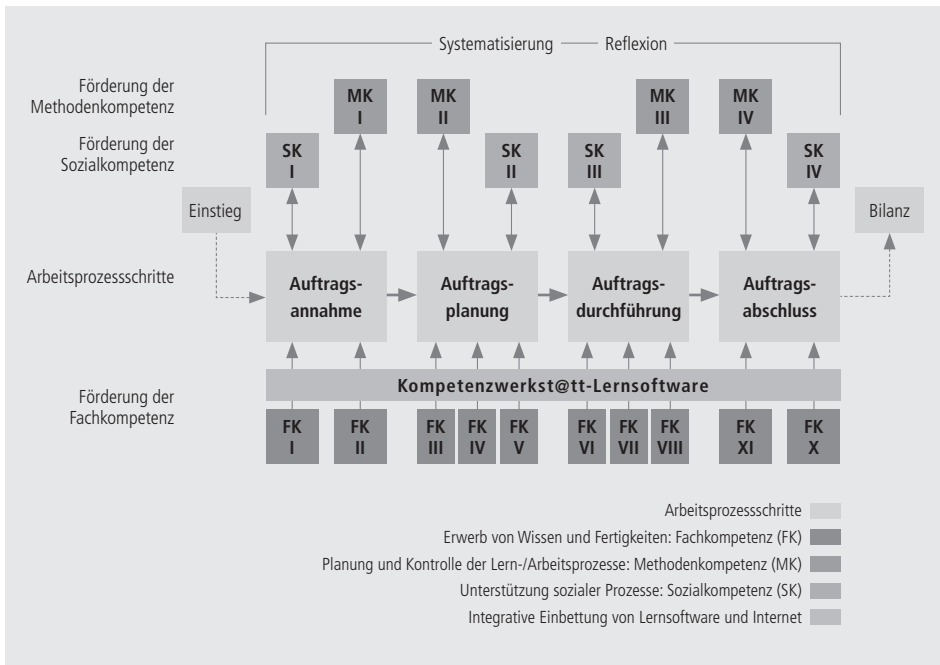 Systematisierung
Reflexion
Förderung der
Methodenkompetenz
MK
I
MK
II
MK
III
MK
IV
Förderung der
Sozialkompetenz
SK
I
SK
II
SK
III
SK
IV
Einstieg
Bilanz
Arbeitsprozessschritte
Auftrags-
annahme
Auftrags-
planung
Auftrags-
durchführung
Auftrags-
abschluss
Kompetenzwerkst@tt-Lernsoftware
Förderung der
Fachkompetenz
FK
I
FK
II
FK
III
FK
IV
FK
V
FK
VI
FK
VII
FK
VIII
FK
XI
FK
X
Arbeitsprozessschritte
Erwerb von Wissen und Fertigkeiten: Fachkompetenz (FK)
Planung und Kontrolle der Lern-/Arbeitsprozesse: Methodenkompetenz (MK)
Unterstützung sozialer Prozesse: Sozialkompetenz (SK)
Integrative Einbettung von Lernsoftware und Internet